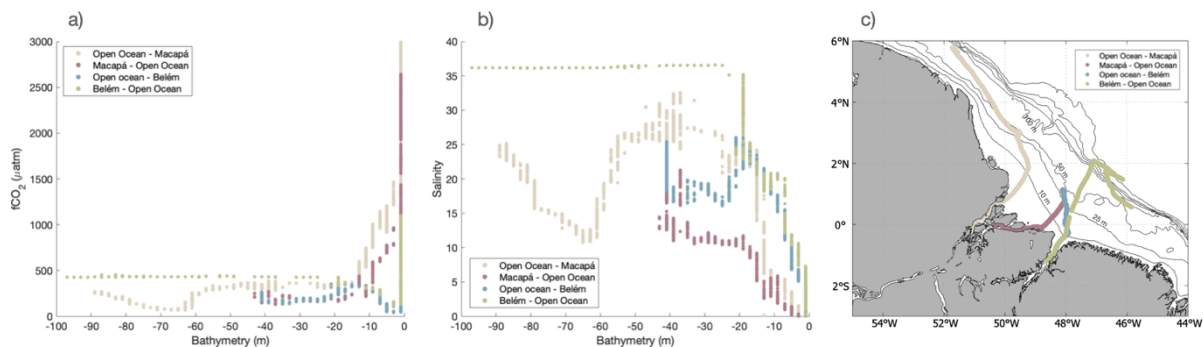 a)
3000
2500
2000
1500
1000
500
0
fCO2 (µatm)
Open Ocean - Macapá
Macapá - Open Ocean
Open ocean - Belém
Belém - Open Ocean
-100 -90 -80 -70 -60 -50 -40 -30 -20 -10 0
Bathymetry (m)
b)
40
35
30
25
20
15
10
5
0
Salinity
Open Ocean - Macapá
Macapá - Open Ocean
Open ocean - Belém
Belém - Open Ocean
-100 -90 -80 -70 -60 -50 -40 -30 -20 -10 0
Bathymetry (m)
c)
6°N
4°N
2°N
0°
2°S
Open Ocean - Macapá
Macapá - Open Ocean
Open ocean - Belém
Belém - Open Ocean
100 m
50 m
10 m
25 m
54°W 52°W 50°W 48°W 46°W 44°W